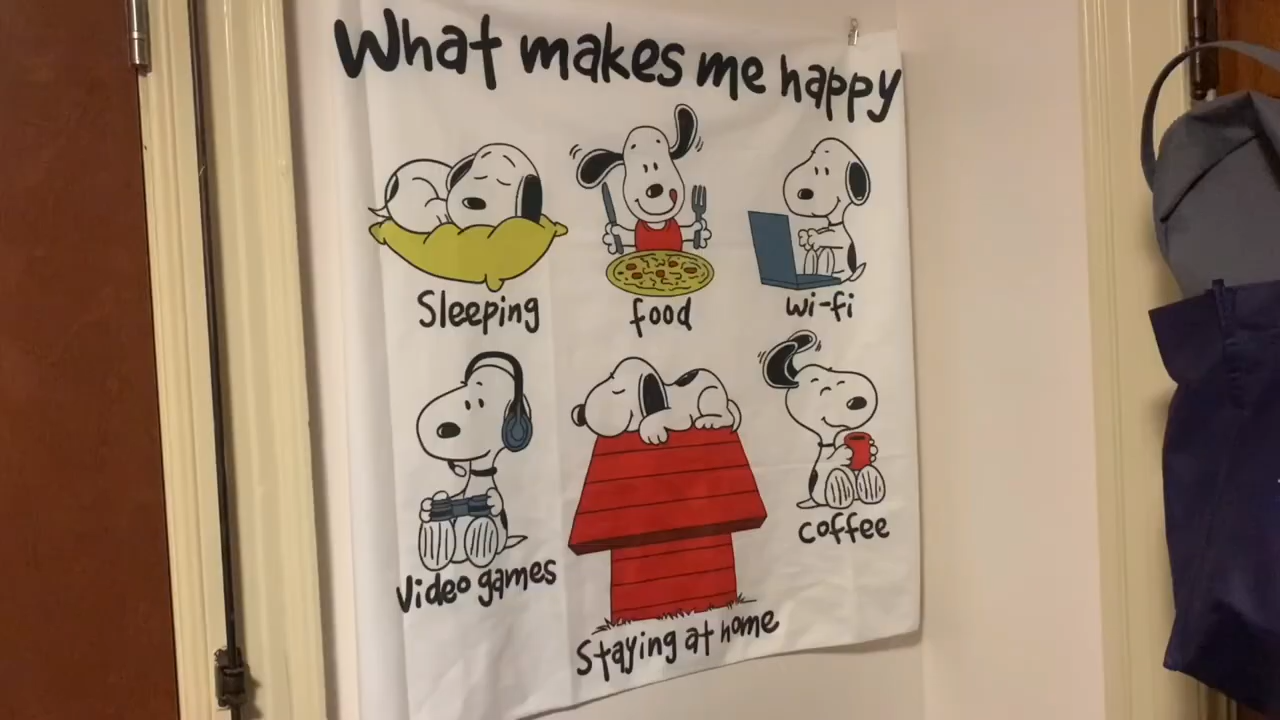 What makes me happy
Sleeping
food
wi-fi
Video games
Staying at home
coffee